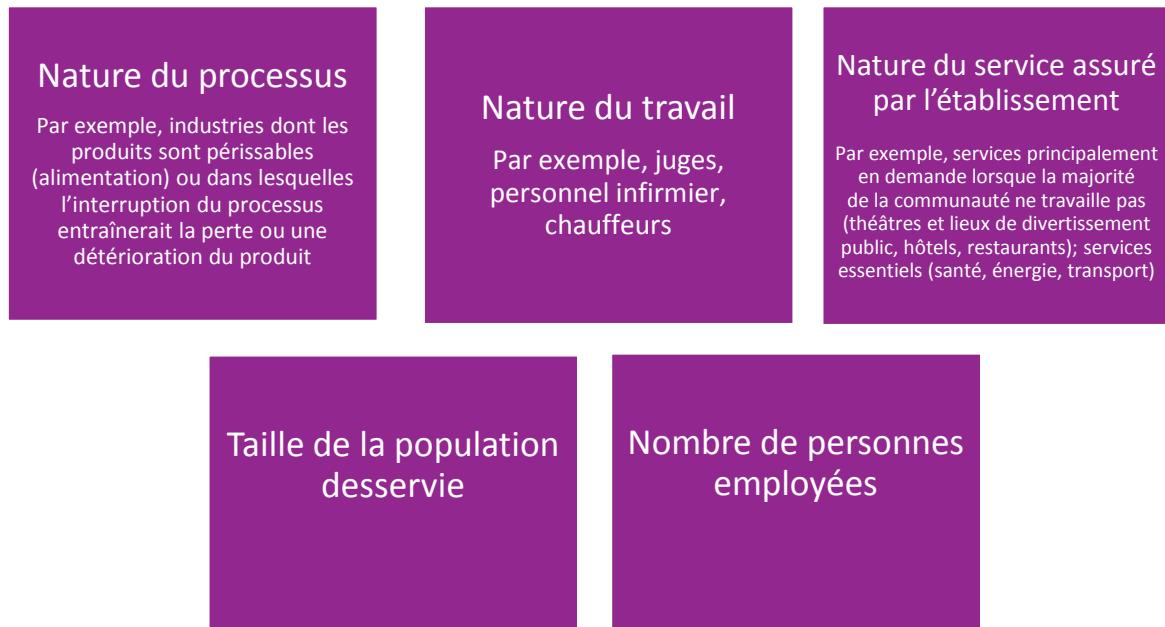 Nature du processus
Par exemple, industries dont les
produits sont périssables
(alimentation) ou dans lesquelles
l’interruption du processus
entraînerait la perte ou une
détérioration du produit
Nature du travail
Par exemple, juges,
personnel infirmier,
chauffeurs
Nature du service assuré
par l’établissement
Par exemple, services principalement
en demande lorsque la majorité
de la communauté ne travaille pas
(théâtres et lieux de divertissement
public, hôtels, restaurants); services
essentiels (santé, énergie, transport)
Taille de la population
desservie
Nombre de personnes
employées